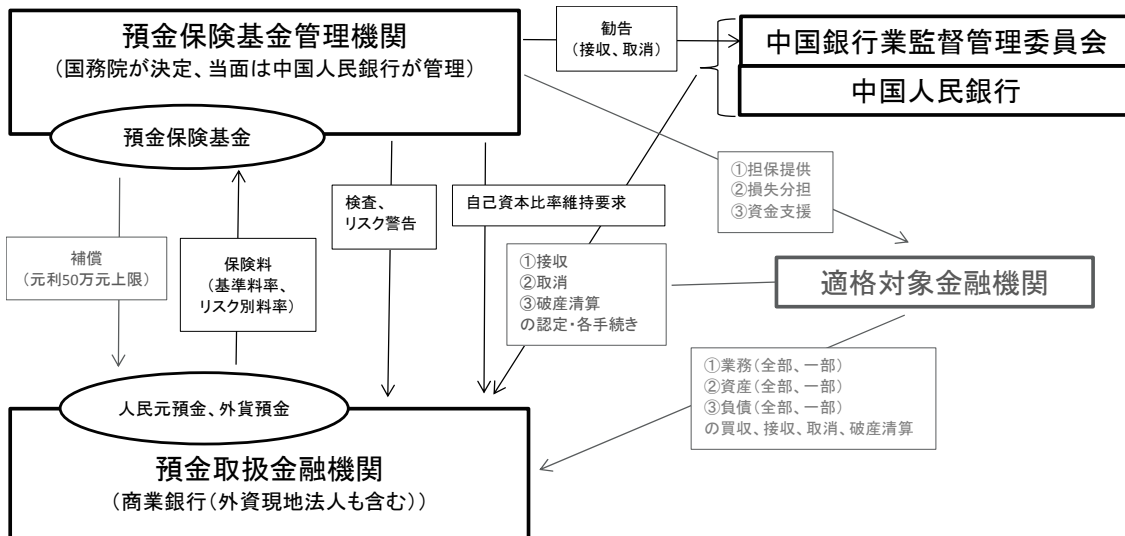 預金保険基金管理機関
（国務院が決定、当面は中国人民銀行が管理）
預金保険基金
勧告
（接収、取消）
中国銀行業監督管理委員会
中国人民銀行
①担保提供
②損失分担
③資金支援
検査、
リスク警告
自己資本比率維持要求
補償
（元利50万元上限）
保険料
（基準料率、
リスク別料率）
①接収
②取消
③破産清算
の認定・各手続き
適格対象金融機関
①業務（全部、一部）
②資産（全部、一部）
③負債（全部、一部）
の買収、接収、取消、破産清算
人民元預金、外貨預金
預金取扱金融機関
（商業銀行（外資現地法人も含む））